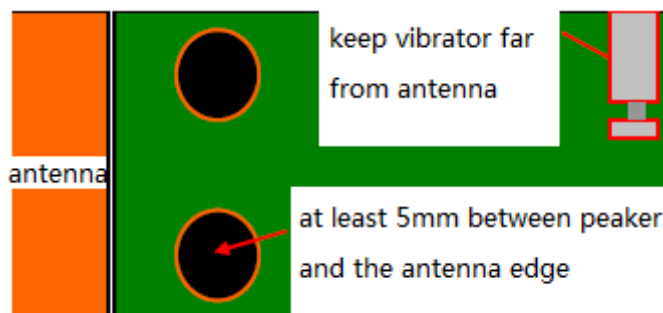 keep vibrator far
from antenna
antenna
at least 5mm between peaker
and the antenna edge